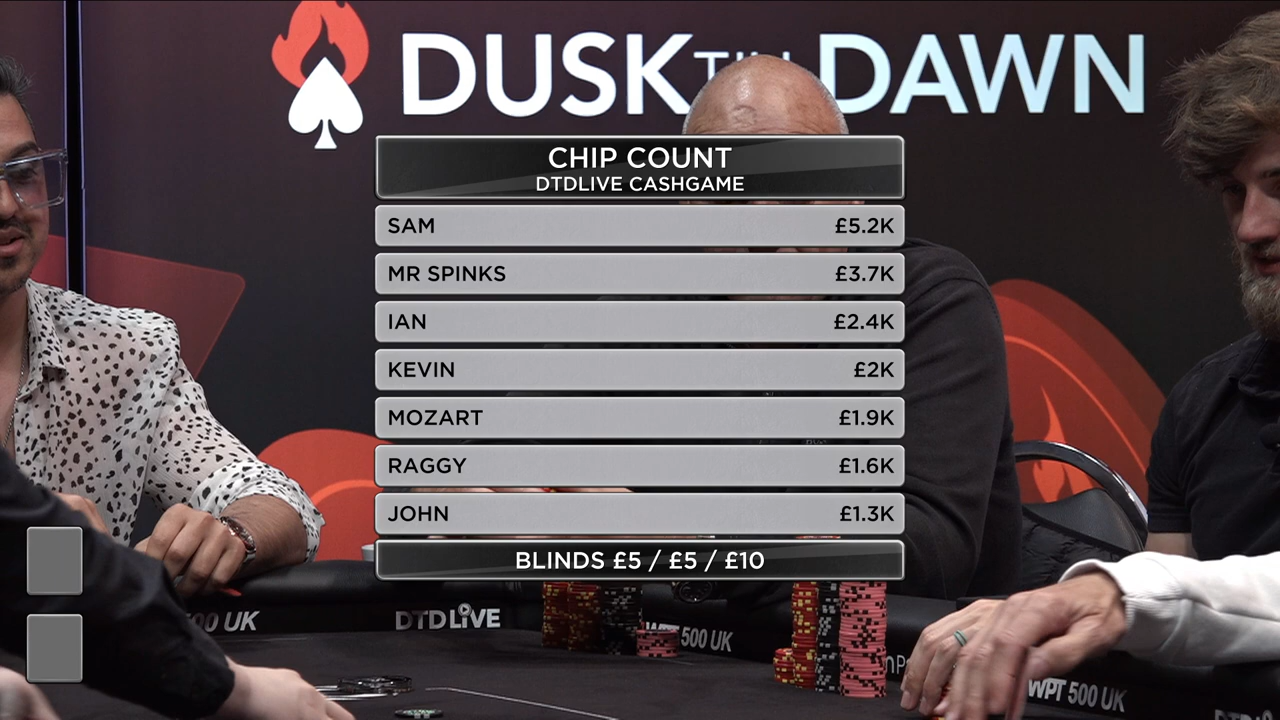 DUSK TILL DAWN
CHIP COUNT
DTDLIVE CASHGAME
SAM £5.2K
MR SPINKS £3.7K
IAN £2.4K
KEVIN £2K
MOZART £1.9K
RAGGY £1.6K
JOHN £1.3K
BLINDS £5 / £5 / £10
500 UK
DTDLIVE
WPT 500 UK
WPT 500 UK